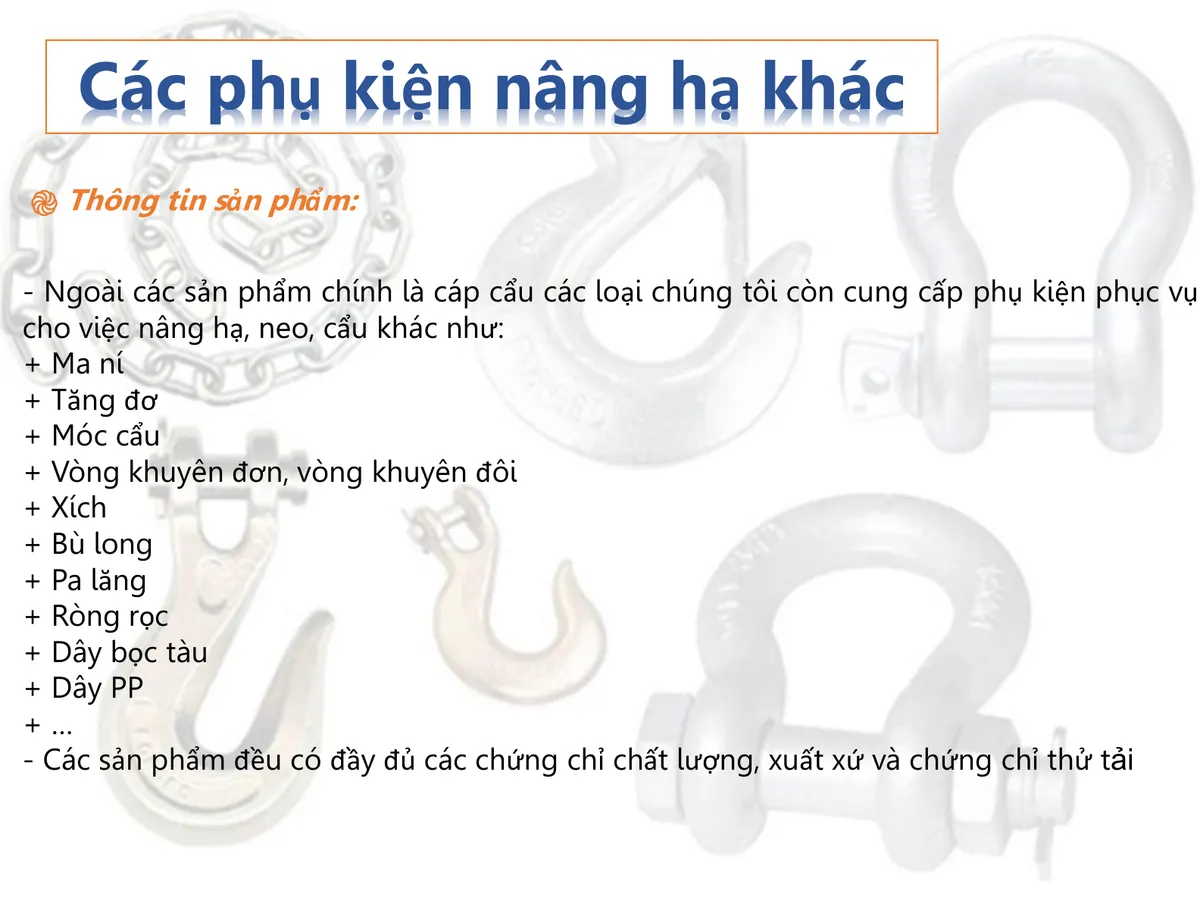 Các phụ kiện nâng hạ khác
Thông tin sản phẩm:
- Ngoài các sản phẩm chính là cáp cẩu các loại chúng tôi còn cung cấp phụ kiện phục vụ
cho việc nâng hạ, neo, cẩu khác như:
+ Ma ní
+ Tăng đơ
+ Móc cẩu
+ Vòng khuyên đơn, vòng khuyên đôi
+ Xích
+ Bù long
+ Pa lăng
+ Ròng rọc
+ Dây bọc tàu
+ Dây PP
+ ...
- Các sản phẩm đều có đầy đủ các chứng chỉ chất lượng, xuất xứ và chứng chỉ thử tải